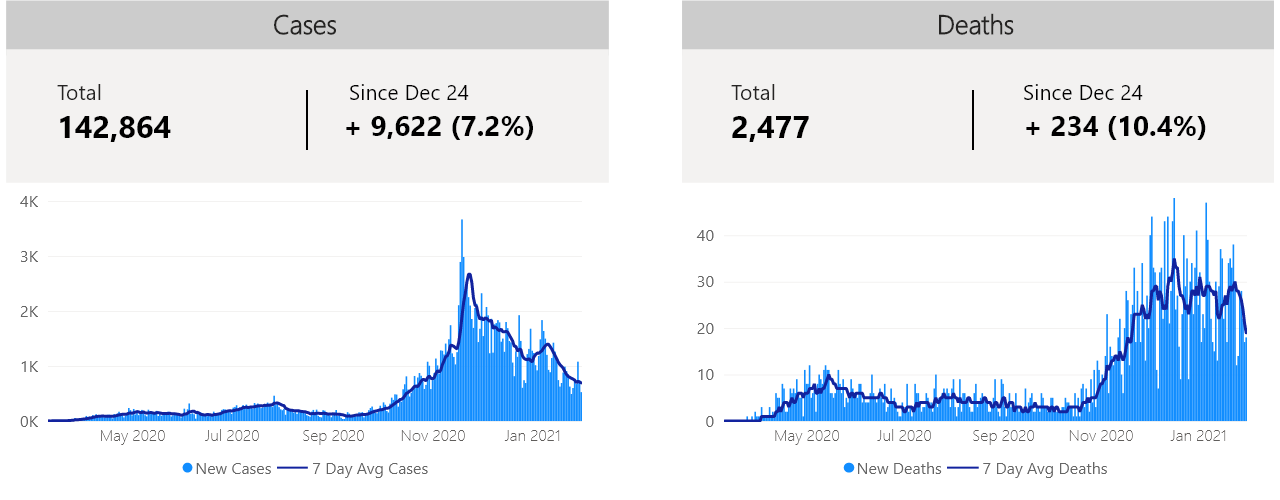 Cases
Total
142,864
Since Dec 24
+ 9,622 (7.2%)
4K
3K
2K
1K
0K
May 2020 Jul 2020 Sep 2020 Nov 2020 Jan 2021
New Cases 7 Day Avg Cases
Deaths
Total
2,477
Since Dec 24
+ 234 (10.4%)
40
30
20
10
0
May 2020 Jul 2020 Sep 2020 Nov 2020 Jan 2021
New Deaths 7 Day Avg Deaths